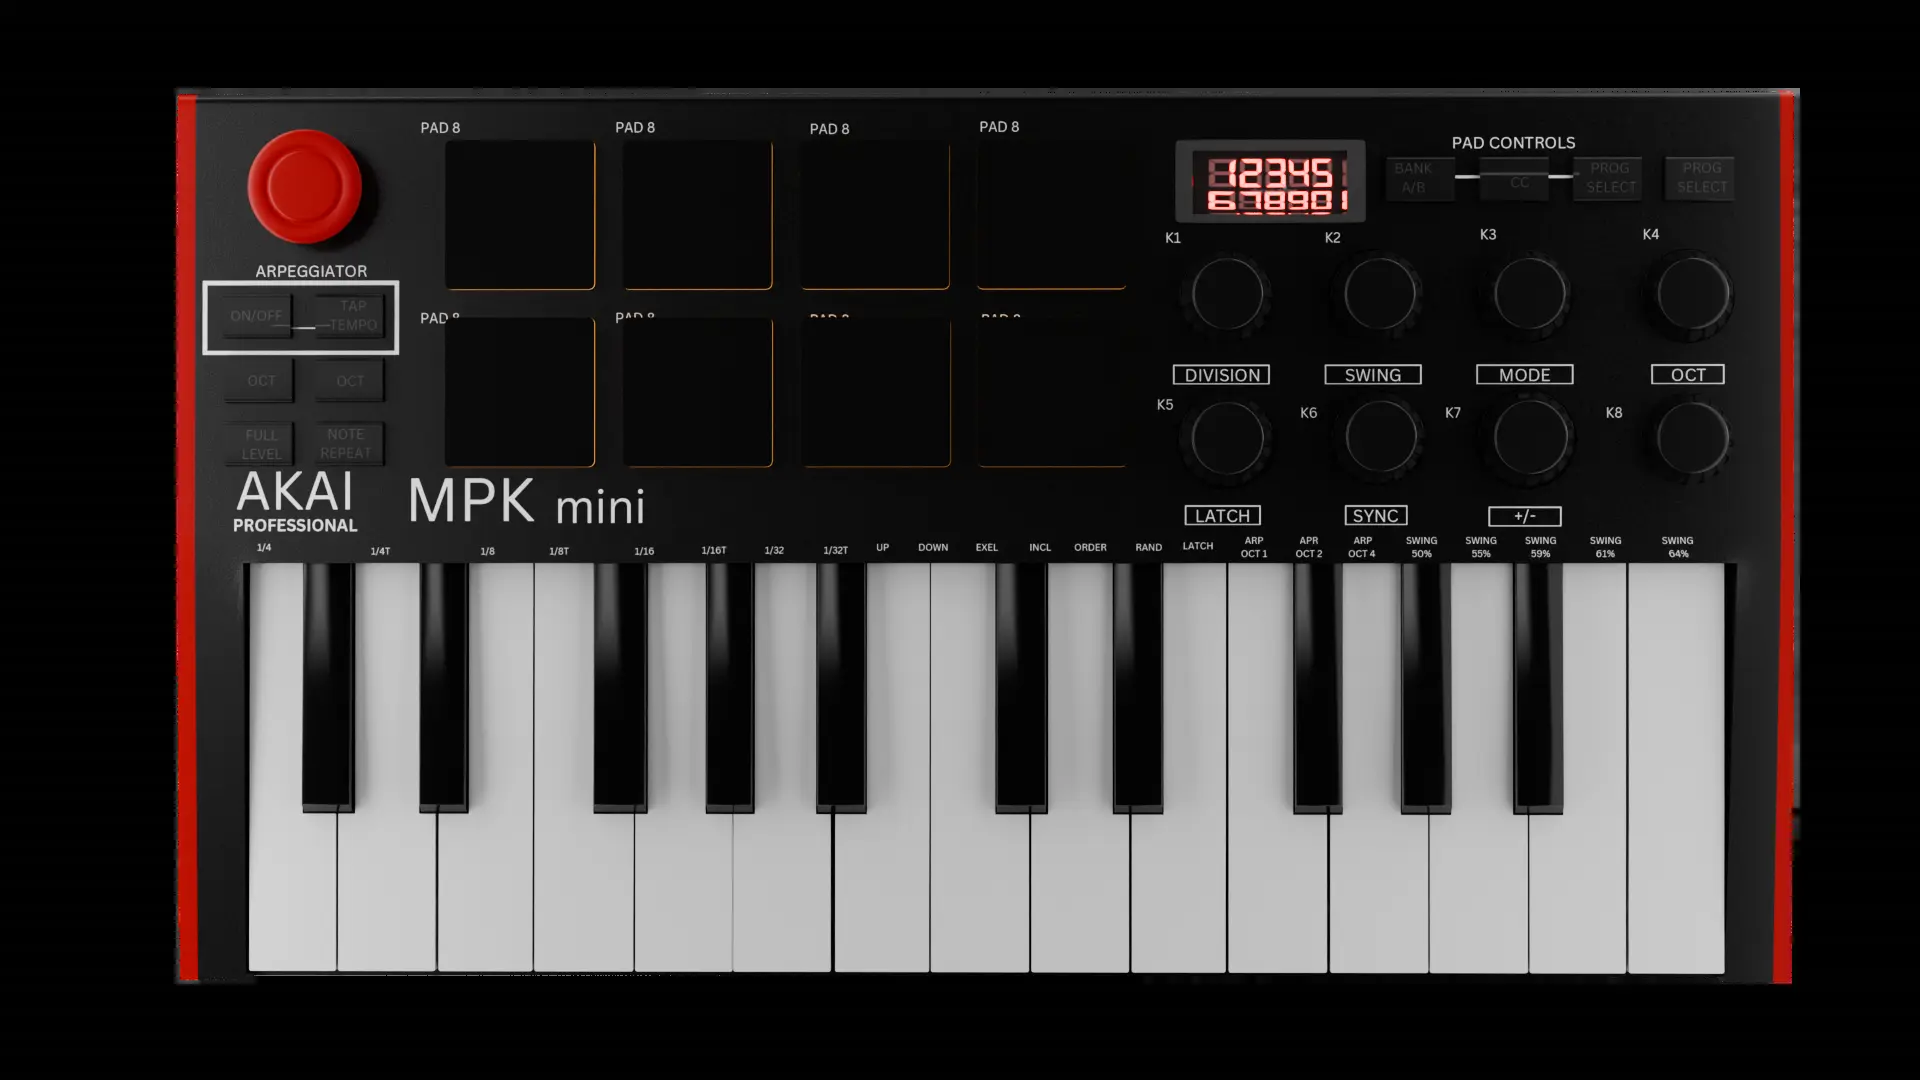 PAD 8 PAD 8 PAD 8 PAD 8
12345
678901
PAD CONTROLS
BANK A/B
CC
PROG SELECT
PROG SELECT
K1 K2 K3 K4
ARPEGGIATOR
ON/OFF
TAP TEMPO
PAD 8 PAD 8 PAD 8 PAD 8
OCT OCT
DIVISION SWING MODE OCT
K5 K6 K7 K8
FULL LEVEL
NOTE REPEAT
AKAI
PROFESSIONAL
MPK mini
LATCH SYNC +/-
1/4 1/4T 1/8 1/8T 1/16 1/16T 1/32 1/32T UP DOWN EXEL INCL ORDER RAND LATCH
ARP OCT 1
APR OCT 2
ARP OCT 4
SWING 50%
SWING 55%
SWING 59%
SWING 61%
SWING 64%